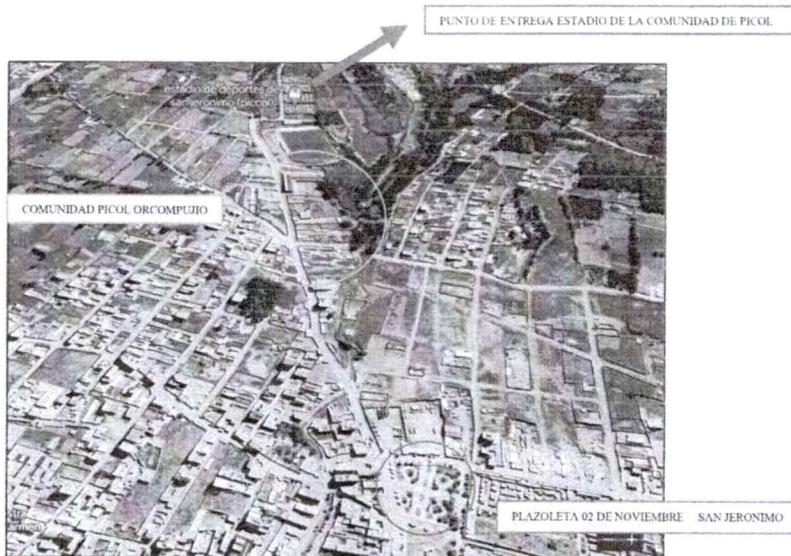 PUNTO DE ENTREGA ESTADIO DE LA COMUNIDAD DE PICOL
estadio de deportes de
san jeronimo (piccol)
COMUNIDAD PICOL ORCOMPUJIO
PLAZOLETA 02 DE NOVIEMBRE SAN JERONIMO